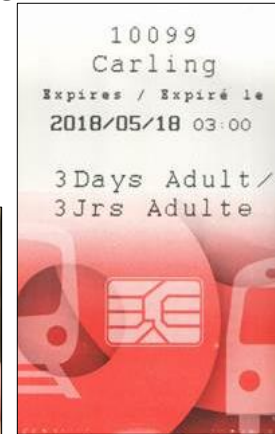 10099
Carling
Expires / Expiré le
2018/05/18 03:00
3Days Adult/
3Jrs Adulte